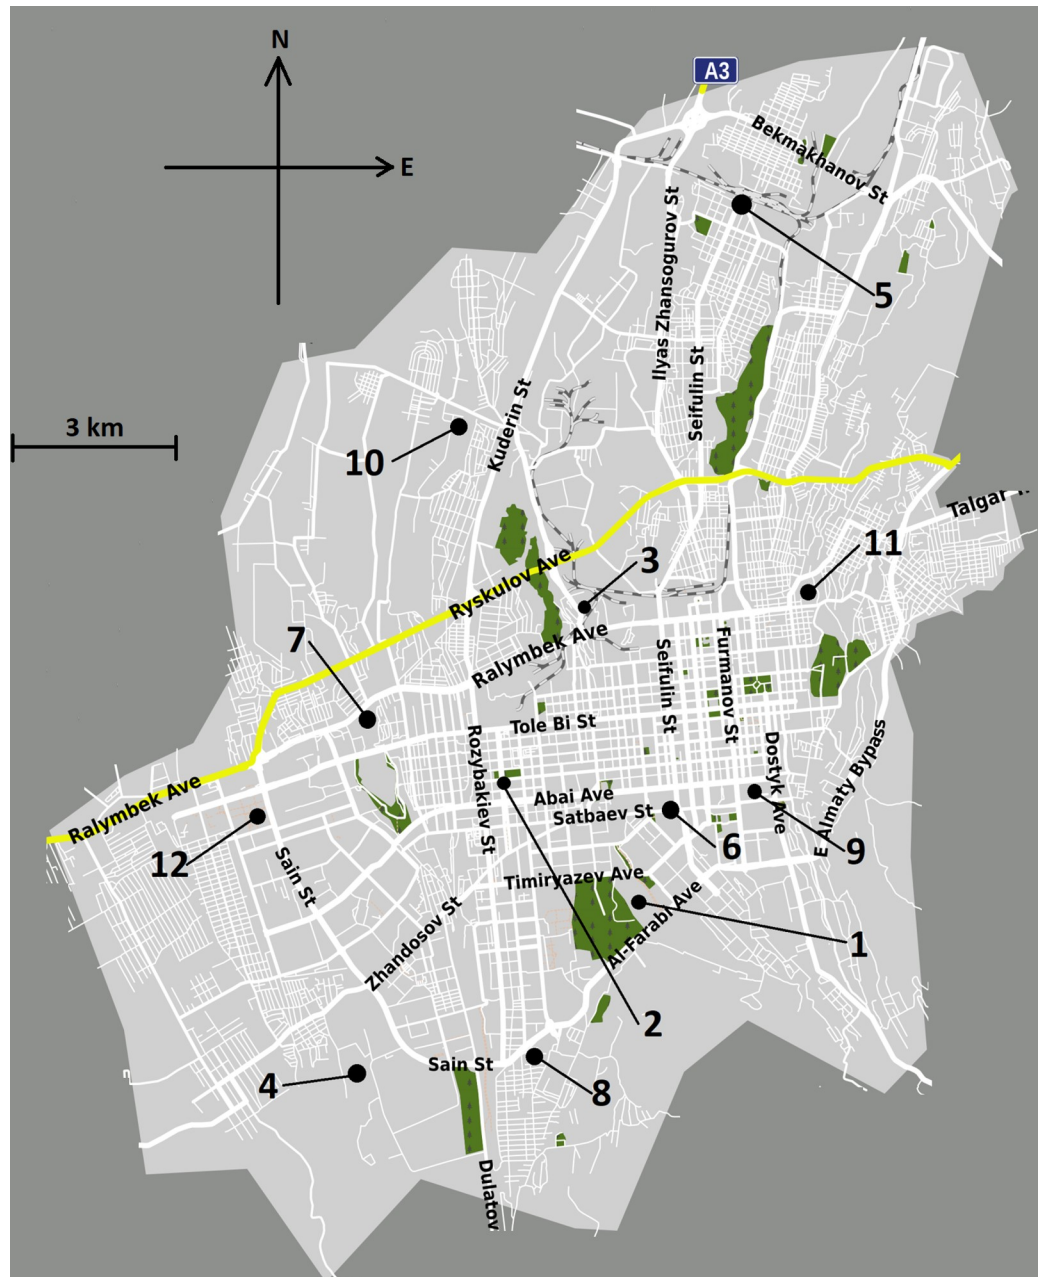 N
A3
E
Bekmakhanov St
Ilyas Zhansogurov St
5
Seifulin St
Kuderin St
3 km
10
Talgar
11
3
Ryskulov Ave
7
Ralymbek Ave
Seifulin St
Furmanov St
Tole Bi St
Rozybakiev St
Dostyk Ave
E Almaty Bypass
Ralymbek Ave
Abai Ave
Satbaev St
12
6
9
Sain St
Timiryazev Ave
Zhandosov St
Al-Farabi Ave
1
2
Sain St
4
8
Dulatov